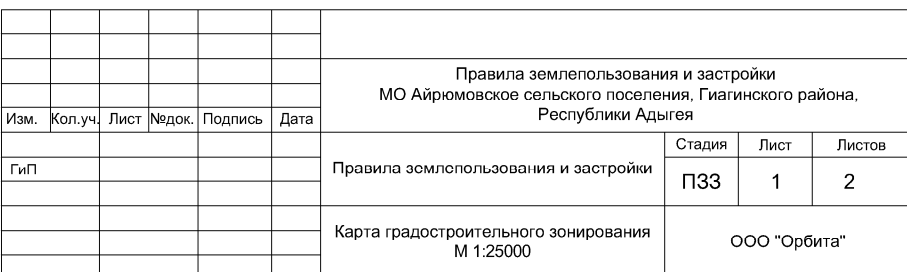 Правила землепользования и застройки
МО Айрюмовское сельского поселения, Гиагинского района,
Республики Адыгея
Изм. Кол.уч. Лист №док. Подпись Дата
Стадия Лист Листов
ГиП
Правила землепользования и застройки
ПЗЗ 1 2
Карта градостроительного зонирования
М 1:25000
ООО "Орбита"